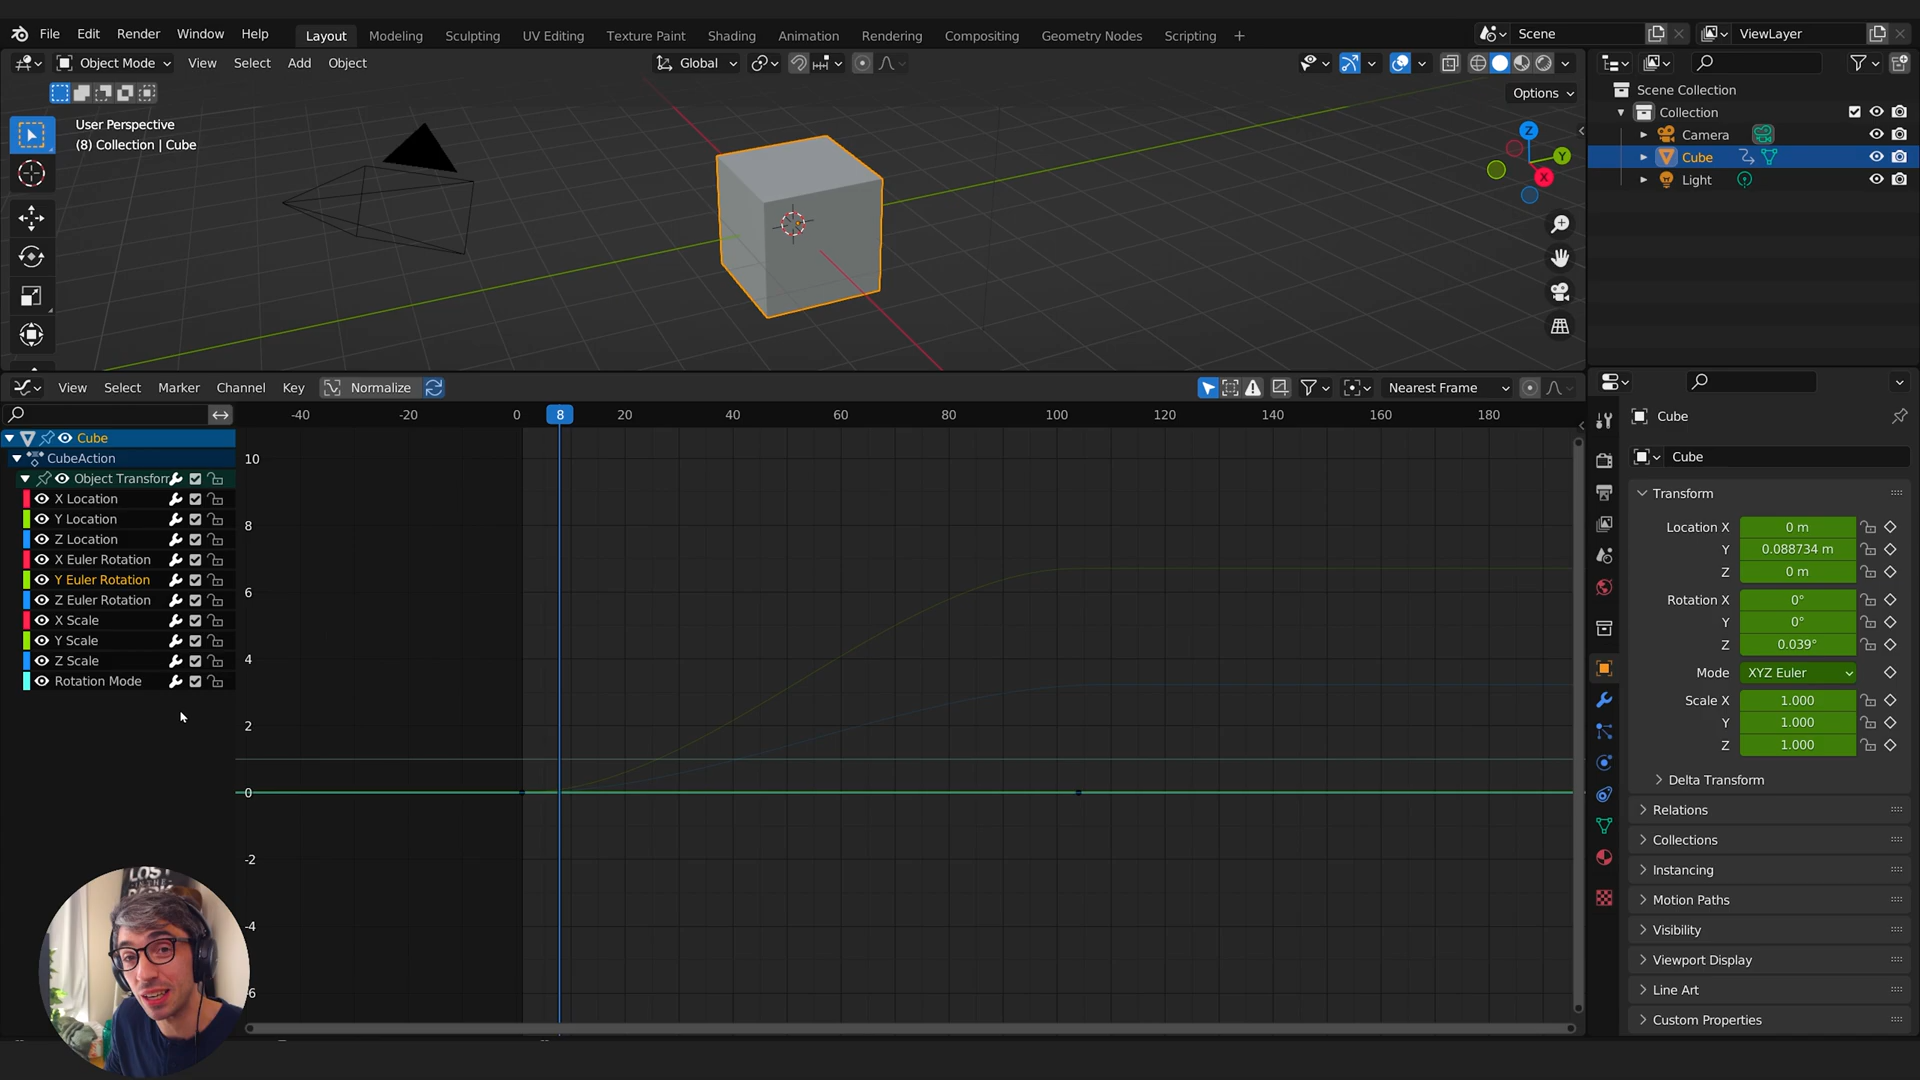 File Edit Render Window Help Layout Modeling Sculpting UV Editing Texture Paint Shading Animation Rendering Compositing Geometry Nodes Scripting + Scene ViewLayer
Object Mode View Select Add Object Global
Options
User Perspective
(8) Collection | Cube
Z
Y
X
Scene Collection
Collection
Camera
Cube
Light
View Select Marker Channel Key Normalize Nearest Frame
-40 -20 0 8 20 40 60 80 100 120 140 160 180
Cube
CubeAction
Object Transforr
X Location
Y Location
Z Location
X Euler Rotation
Y Euler Rotation
Z Euler Rotation
X Scale
Y Scale
Z Scale
Rotation Mode
10
8
6
4
2
0
-2
-4
-6
LOST
IN THE
Cube
Cube
Transform
Location X 0 m
Y 0.088734 m
Z 0 m
Rotation X 0°
Y 0°
Z 0.039°
Mode XYZ Euler
Scale X 1.000
Y 1.000
Z 1.000
Delta Transform
Relations
Collections
Instancing
Motion Paths
Visibility
Viewport Display
Line Art
Custom Properties